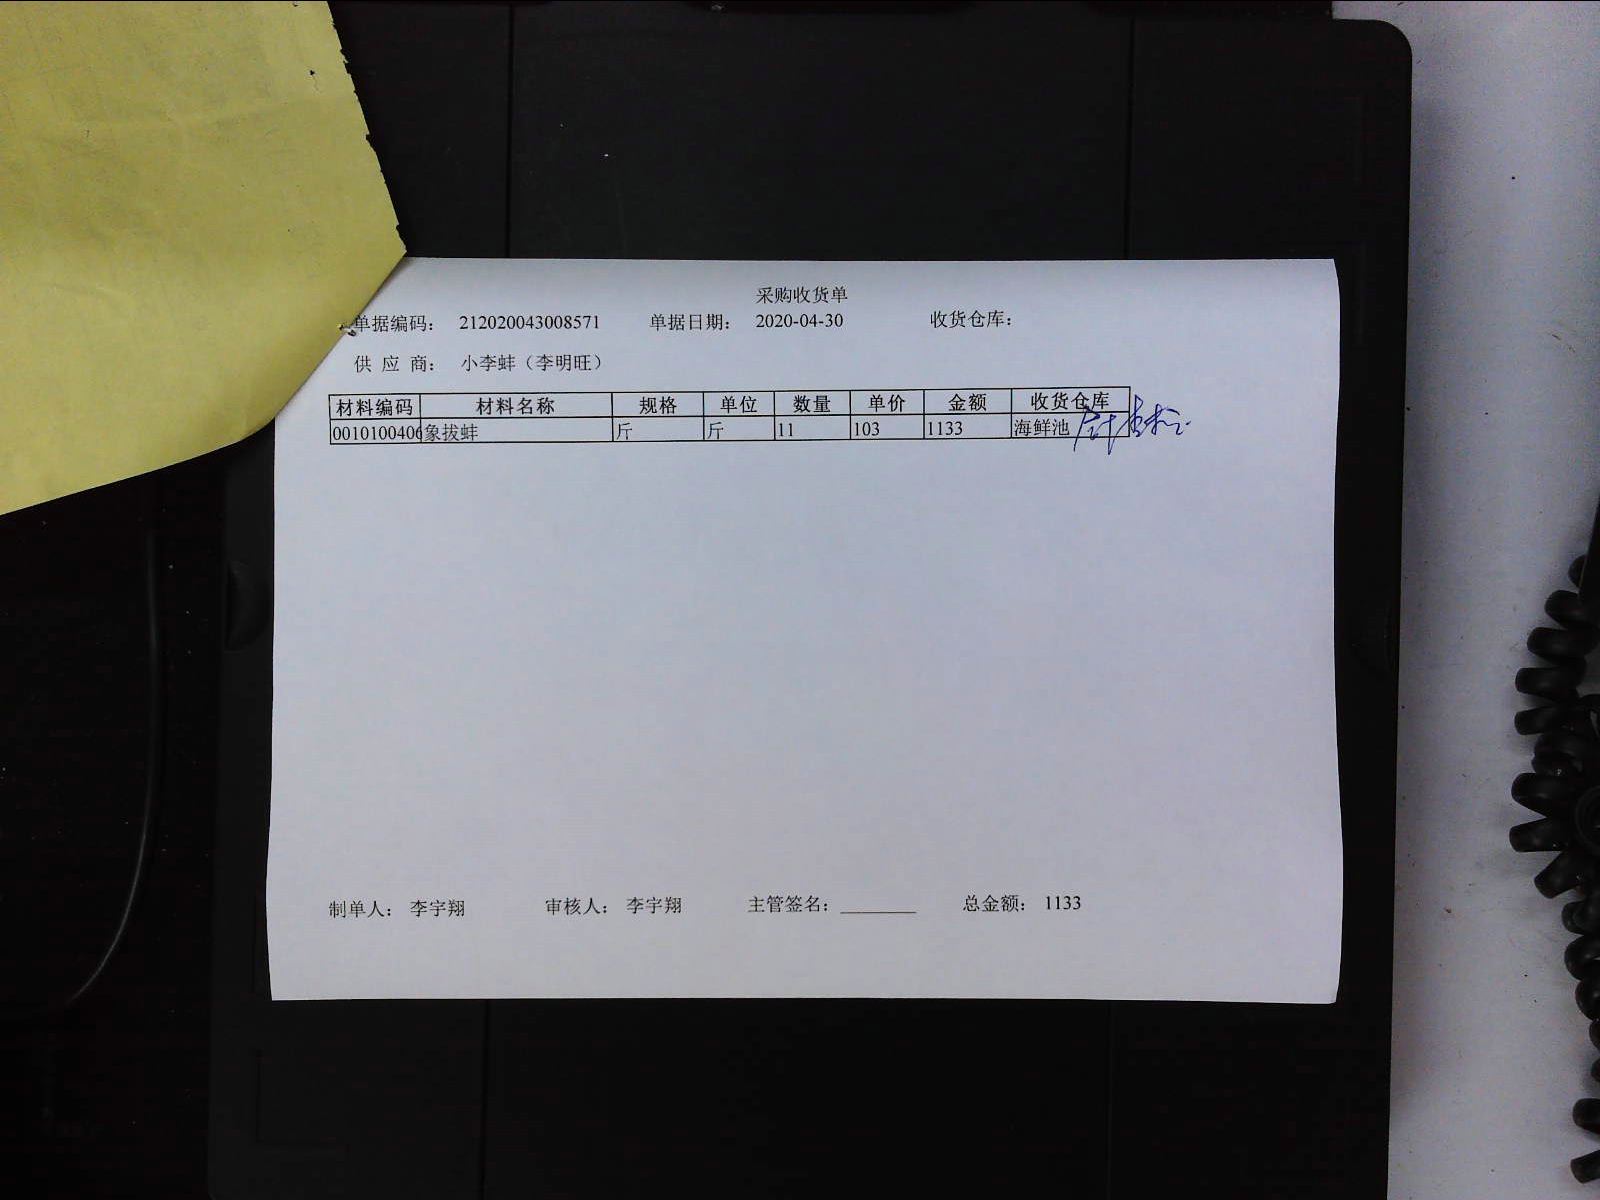 采购收货单
单据编码： 212020043008571 单据日期： 2020-04-30 收货仓库：
供 应 商： 小李蚌（李明旺）
材料编码 材料名称 规格 单位 数量 单价 金额 收货仓库
0010100406 象拔蚌 斤 斤 11 103 1133 海鲜池
制单人： 李宇翔 审核人： 李宇翔 主管签名：________ 总金额： 1133